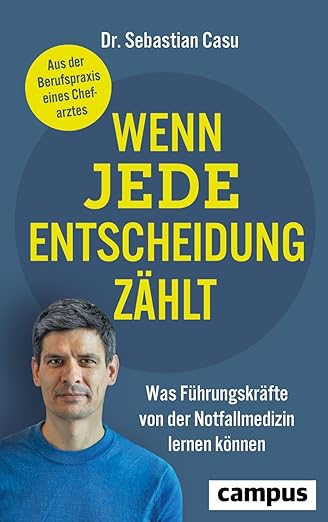 Dr. Sebastian Casu
Aus der
Berufspraxis
eines Chef-
arztes
WENN
JEDE
ENTSCHEIDUNG
ZÄHLT
Was Führungskräfte
von der Notfallmedizin
lernen können
campus